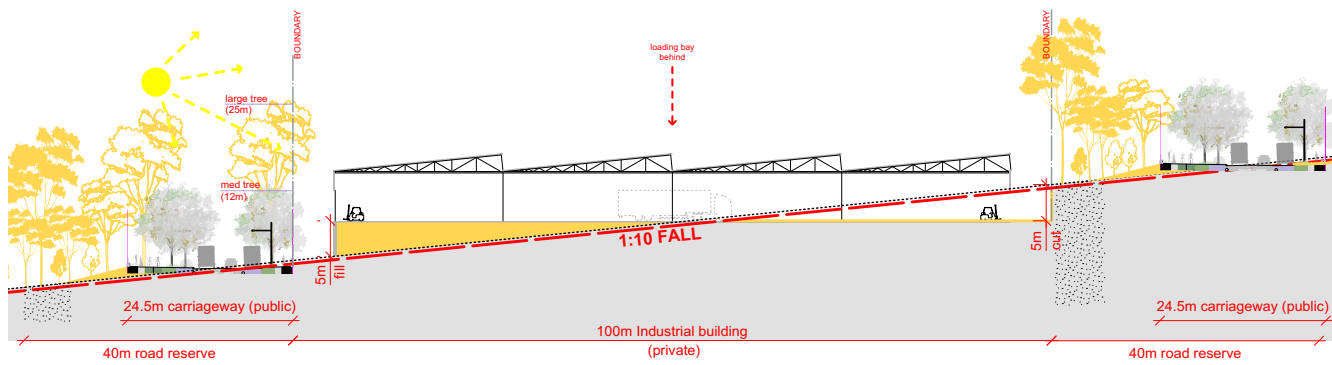 BOUNDARY
BOUNDARY
loading bay
behind
large tree
(25m)
med tree
(12m)
1:10 FALL
5m
fill
5m
cut
24.5m carriageway (public)
24.5m carriageway (public)
100m Industrial building
(private)
40m road reserve
40m road reserve